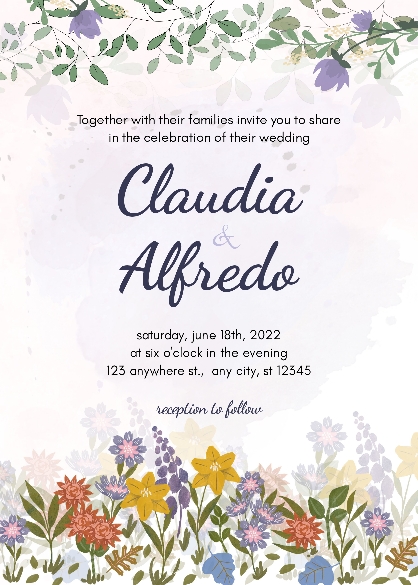 Together with their families invite you to share
in the celebration of their wedding
Claudia
&
Alfredo
saturday, june 18th, 2022
at six o'clock in the evening
123 anywhere st., any city, st 12345
reception to follow